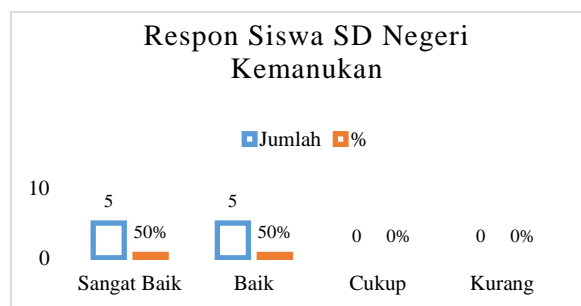 Respon Siswa SD Negeri
Kemanukan
Jumlah %
10
5 50% 5 50% 0 0% 0 0%
0
Sangat Baik Baik Cukup Kurang